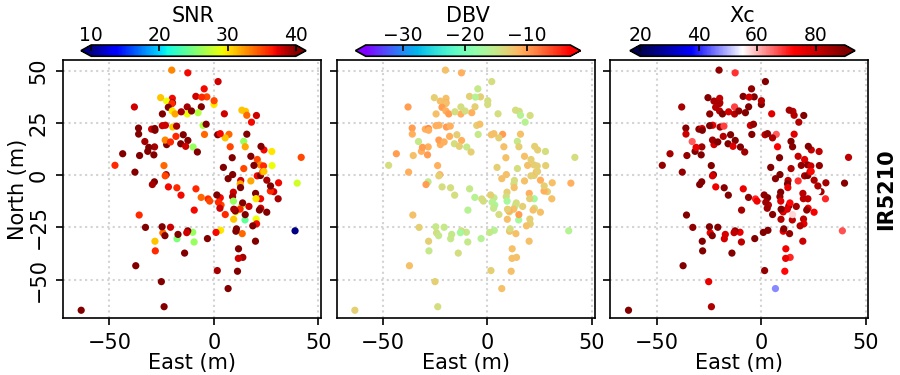 SNR DBV Xc
10 20 30 40 −30 −20 −10 20 40 60 80
50
25
0
−25
−50
North (m)
IR5210
−50 0 50 −50 0 50 −50 0 50
East (m) East (m) East (m)